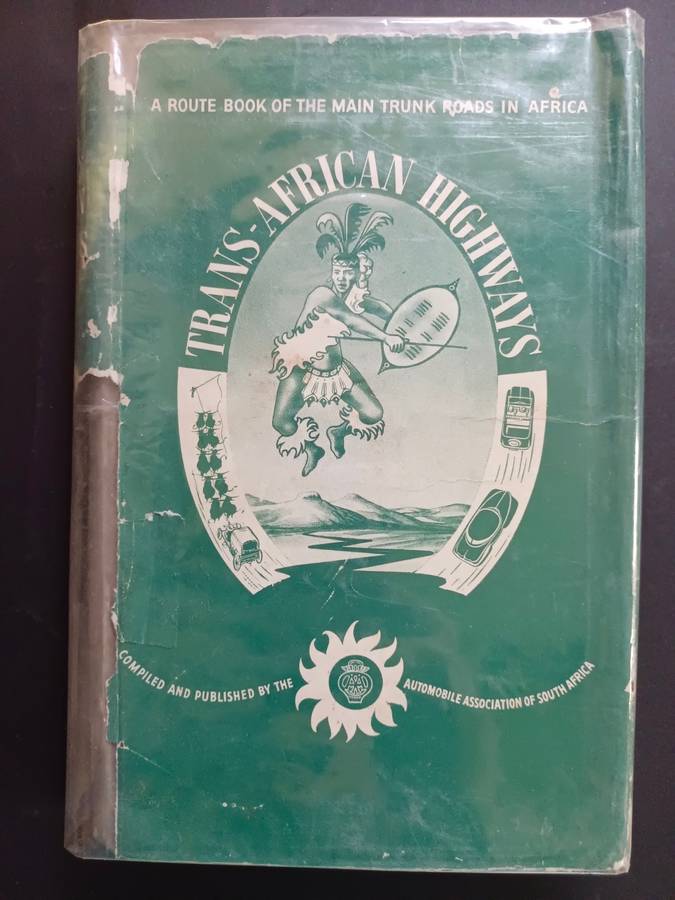 A ROUTE BOOK OF THE MAIN TRUNK ROADS IN AFRICA
TRANS-AFRICAN HIGHWAYS
COMPILED AND PUBLISHED BY THE AUTOMOBILE ASSOCIATION OF SOUTH AFRICA